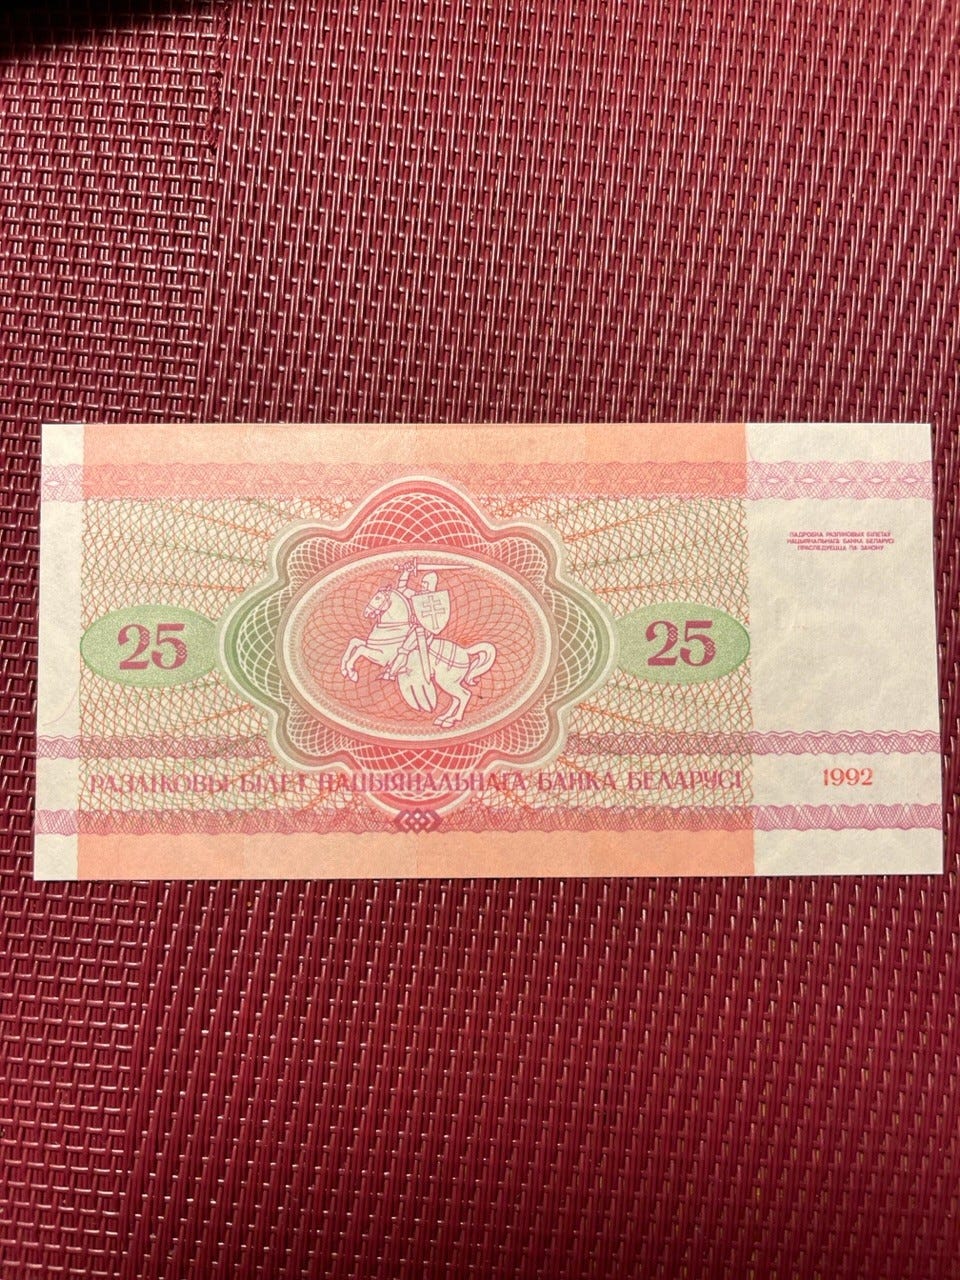 ПАДРОБКА РАЗЛІКОВЫХ БІЛЕТАЎ
НАЦЫЯНАЛЬНАГА БАНКА БЕЛАРУСІ
ПРАСЛЕДУЕЦЦА ПА ЗАКОНУ
25
25
РАЗЛІКОВЫ БІЛЕТ НАЦЫЯНАЛЬНАГА БАНКА БЕЛАРУСІ
1992